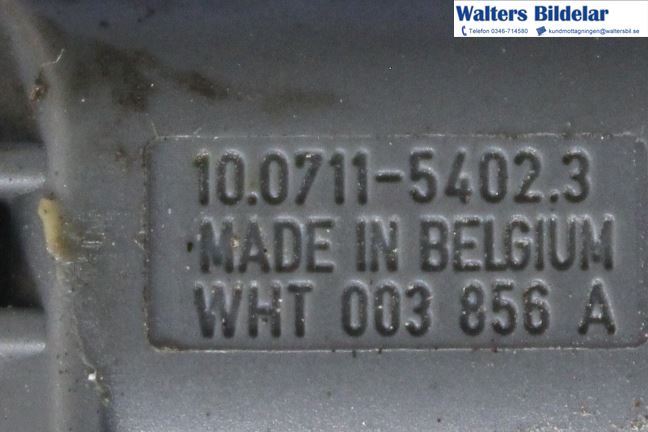 Walters Bildelar
Telefon 0346-714580 kundmottagningen@waltersbil.se
10.0711-5402.3
MADE IN BELGIUM
WHT 003 856 A